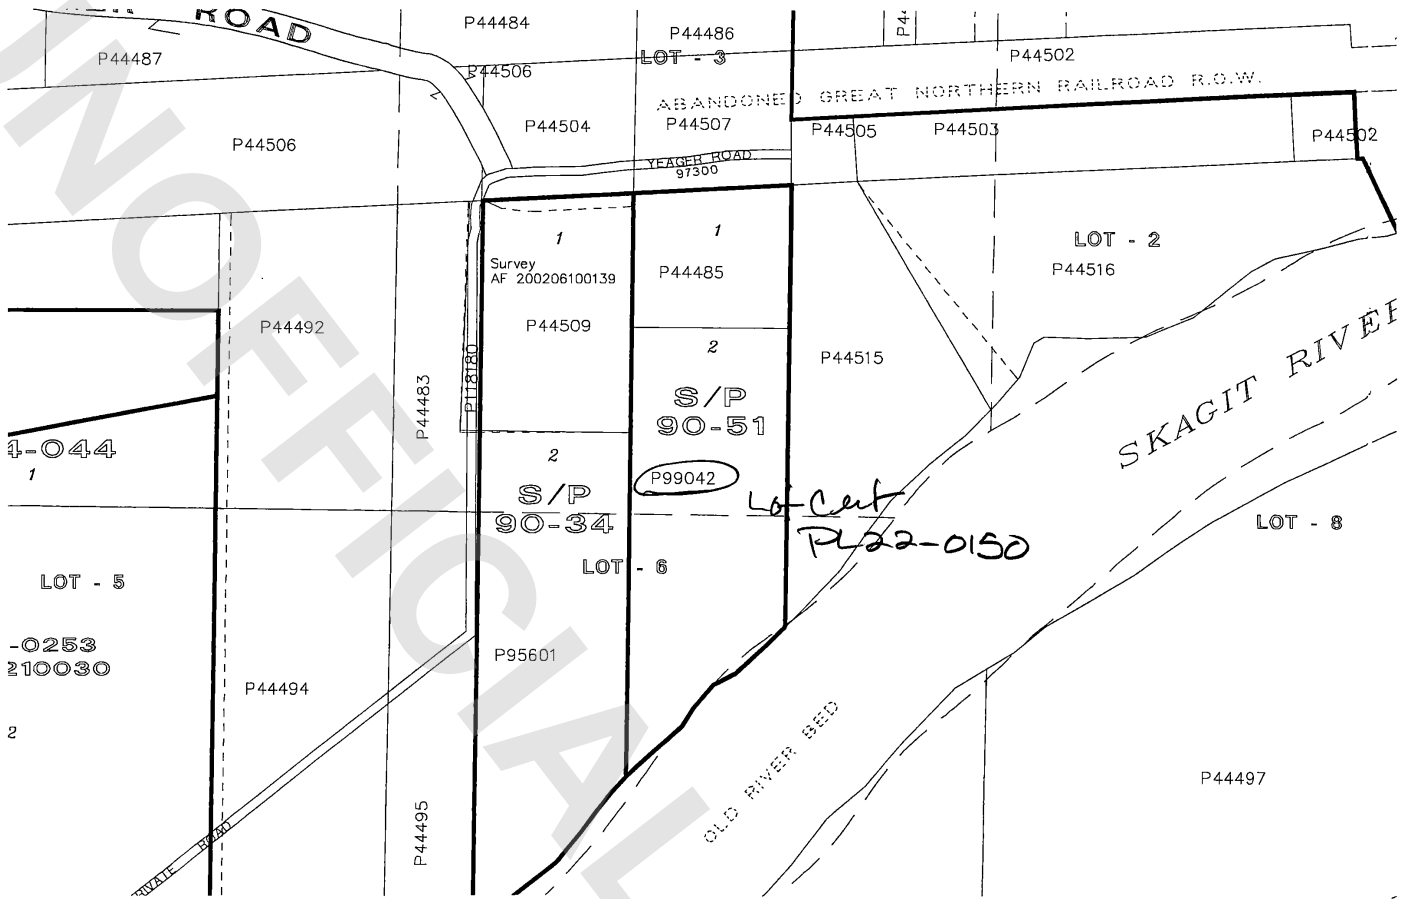 ROAD
P44484
P44486
P44487
LOT - 3
P44502
P44506
ABANDONED GREAT NORTHERN RAILROAD R.O.W.
P44504
P44507
P44505
P44503
P44502
P44506
YEAGER ROAD
97300
1
1
LOT - 2
Survey
AF 200206100139
P44485
P44516
P44492
P44509
2
P44515
P118180
P44483
S/P
90-51
SKAGIT RIVER
4-044
1
2
P99042
S/P
90-34
Lot Cert
PL22-0150
LOT - 8
LOT - 5
LOT - 6
-0253
210030
P95601
P44494
2
OLD RIVER BED
P44497
P44495
PRIVATE ROAD
UNOFFICIAL